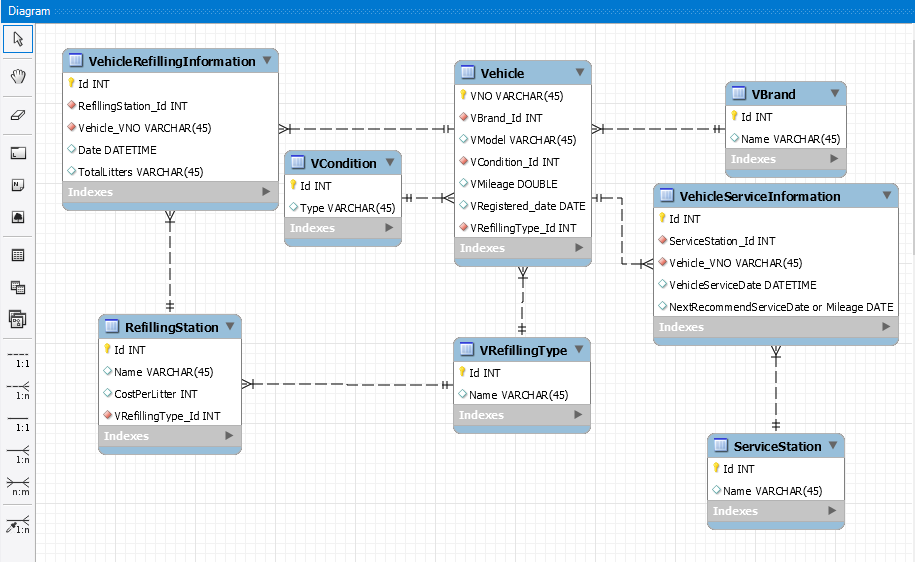 Diagram
VehicleRefillingInformation
Id INT
RefillingStation_Id INT
Vehicle_VNO VARCHAR(45)
Date DATETIME
TotalLitters VARCHAR(45)
Indexes
VCondition
Id INT
Type VARCHAR(45)
Indexes
Vehicle
VNO VARCHAR(45)
VBrand_Id INT
VModel VARCHAR(45)
VCondition_Id INT
VMileage DOUBLE
VRegistered_date DATE
VRefillingType_Id INT
Indexes
VBrand
Id INT
Name VARCHAR(45)
Indexes
VehicleServiceInformation
Id INT
ServiceStation_Id INT
Vehicle_VNO VARCHAR(45)
VehicleServiceDate DATETIME
NextRecommendServiceDate or Mileage DATE
Indexes
RefillingStation
Id INT
Name VARCHAR(45)
CostPerLitter INT
VRefillingType_Id INT
Indexes
VRefillingType
Id INT
Name VARCHAR(45)
Indexes
ServiceStation
Id INT
Name VARCHAR(45)
Indexes
1:1
1:n
1:1
1:n
n:m
1:n